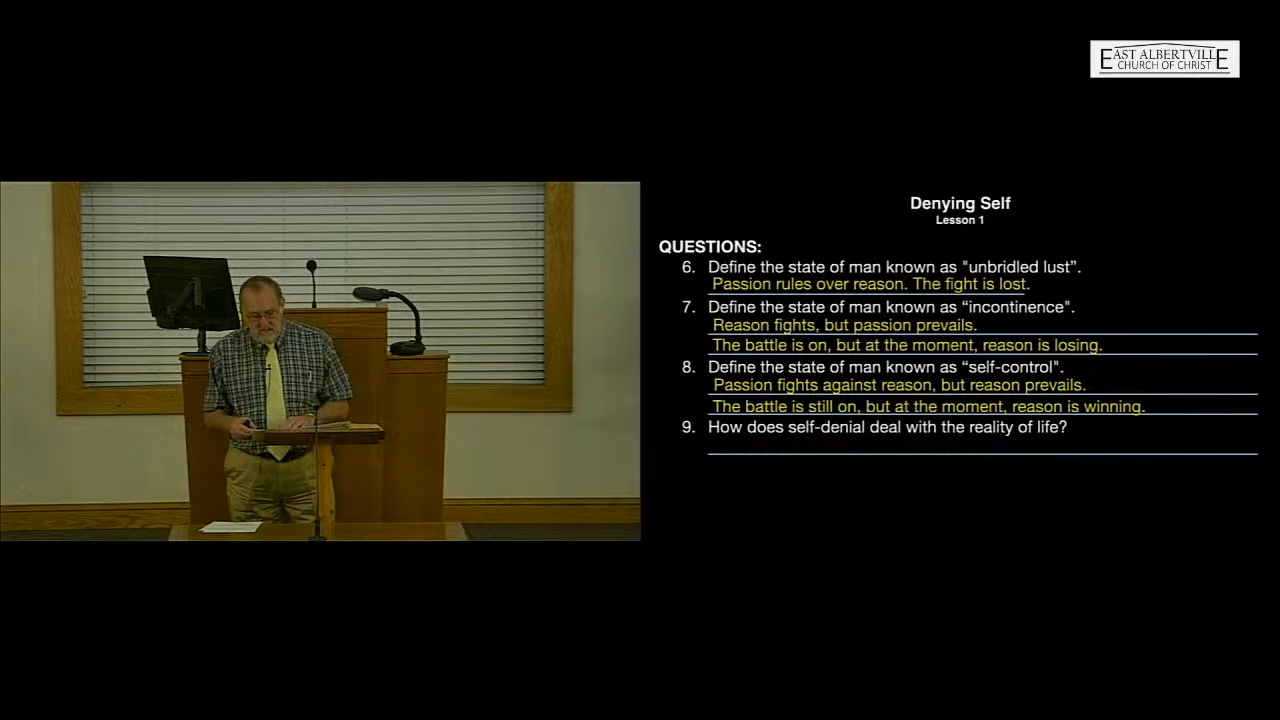 EAST ALBERTVILLE
CHURCH OF CHRIST
Denying Self
Lesson 1
QUESTIONS:
6. Define the state of man known as "unbridled lust”.
Passion rules over reason. The fight is lost.
7. Define the state of man known as “incontinence".
Reason fights, but passion prevails.
The battle is on, but at the moment, reason is losing.
8. Define the state of man known as “self-control".
Passion fights against reason, but reason prevails.
The battle is still on, but at the moment, reason is winning.
9. How does self-denial deal with the reality of life?